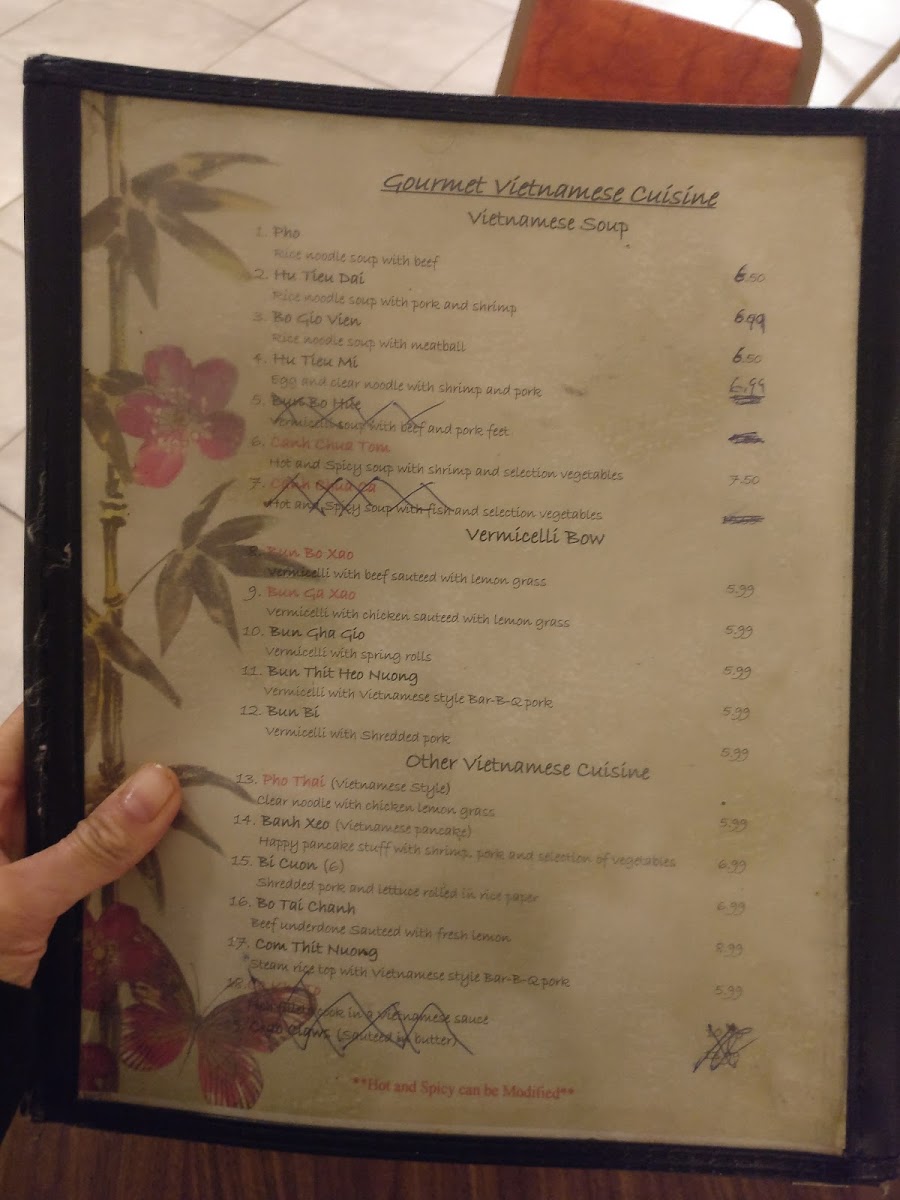 Gourmet Vietnamese Cuisine
Vietnamese Soup
1. Pho
Rice noodle soup with beef
6.50
2. Hu Tieu Dai
Rice noodle soup with pork and shrimp
6.99
3. Bo Gio Vien
Rice noodle soup with meatball
6.50
4. Hu Tieu Mi
Egg and clear noodle with shrimp and pork
6.99
5. Bun Bo Hue
Vermicelli soup with beef and pork feet
6. Canh Chua Tom
Hot and Spicy soup with shrimp and selection vegetables
7.50
7. Canh Chua Ca
Hot and Spicy soup with fish and selection vegetables
Vermicelli Bow
8. Bun Bo Xao
Vermicelli with beef sauteed with lemon grass
5.99
9. Bun Ga Xao
Vermicelli with chicken sauteed with lemon grass
5.99
10. Bun Gha Gio
Vermicelli with spring rolls
5.99
11. Bun Thit Heo Nuong
Vermicelli with Vietnamese style Bar-B-Q pork
5.99
12. Bun Bi
Vermicelli with Shredded pork
5.99
Other Vietnamese Cuisine
13. Pho Thai (Vietnamese Style)
Clear noodle with chicken lemon grass
5.99
14. Banh Xeo (Vietnamese pancake)
Happy pancake stuff with shrimp, pork and selection of vegetables
6.99
15. Bi Cuon (6)
Shredded pork and lettuce rolled in rice paper
6.99
16. Bo Tai Chanh
Beef underdone Sauteed with fresh lemon
8.99
17. Com Thit Nuong
Steam rice top with Vietnamese style Bar-B-Q pork
5.99
18.
cook in a Vietnamese sauce
Claws (Sauteed in butter)
**Hot and Spicy can be Modified**